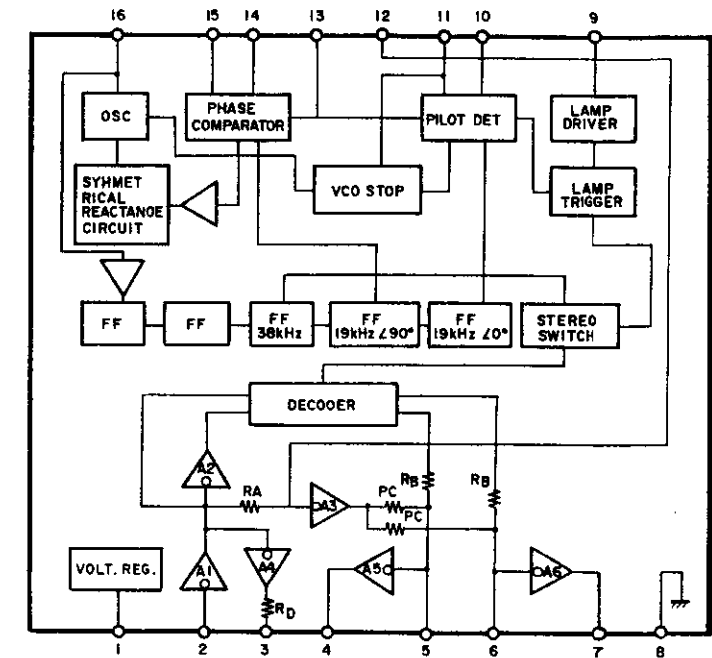 16 15 14 13 12 11 10 9
OSC
PHASE
COMPARATOR
PILOT DET
LAMP
DRIVER
SYHMET
RICAL
REACTANOE
CIRCUIT
VCO STOP
LAMP
TRIGGER
FF
FF
FF
38kHz
FF
19kHz ∠90°
FF
19kHz ∠0°
STEREO
SWITCH
DECOOER
A2
RA
A3
PC
RB
RB
PC
VOLT. REG.
A1
A4
RD
A5
A6
1 2 3 4 5 6 7 8